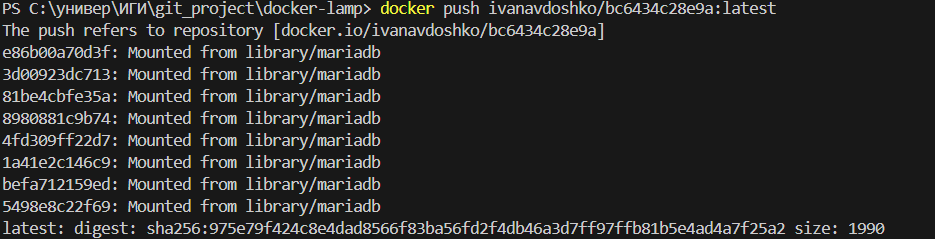 PS C:\универ\ИГИ\git_project\docker-lamp> docker push ivanavdoshko/bc6434c28e9a:latest
The push refers to repository [docker.io/ivanavdoshko/bc6434c28e9a]
e86b00a70d3f: Mounted from library/mariadb
3d00923dc713: Mounted from library/mariadb
81be4cbfe35a: Mounted from library/mariadb
8980881c9b74: Mounted from library/mariadb
4fd309ff22d7: Mounted from library/mariadb
1a41e2c146c9: Mounted from library/mariadb
befa712159ed: Mounted from library/mariadb
5498e8c22f69: Mounted from library/mariadb
latest: digest: sha256:975e79f424c8e4dad8566f83ba56fd2f4db46a3d7ff97ffb81b5e4ad4a7f25a2 size: 1990